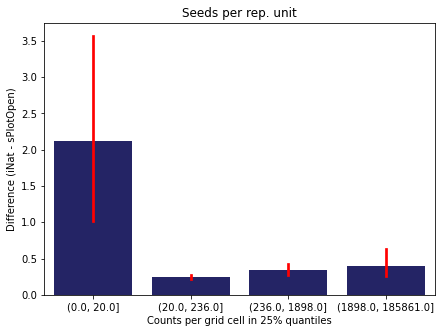 Seeds per rep. unit
Difference (iNat - sPlotOpen)
3.5
3.0
2.5
2.0
1.5
1.0
0.5
0.0
(0.0, 20.0] (20.0, 236.0] (236.0, 1898.0] (1898.0, 185861.0]
Counts per grid cell in 25% quantiles